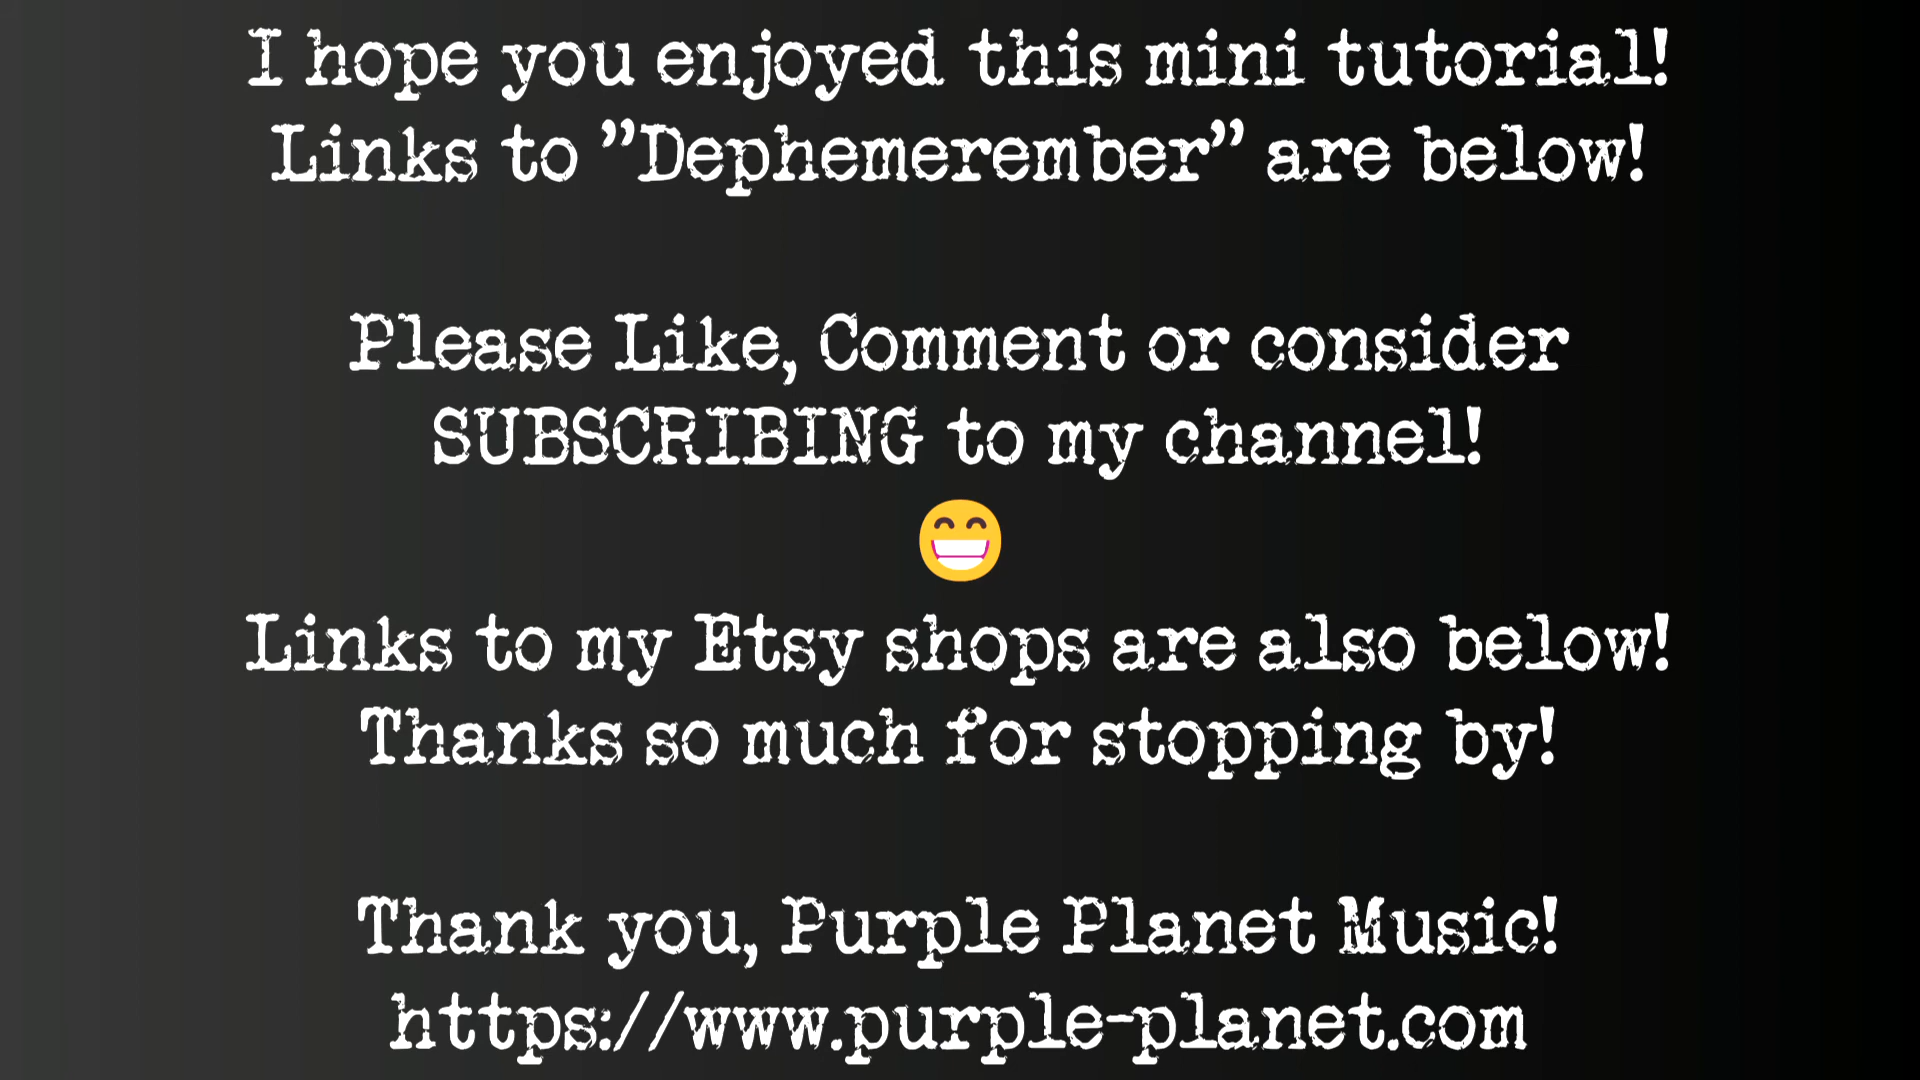 I hope you enjoyed this mini tutorial!
Links to ”Dephemerember” are below!
Please Like, Comment or consider
SUBSCRIBING to my channel!
😁
Links to my Etsy shops are also below!
Thanks so much for stopping by!
Thank you, Purple Planet Music!
https://www.purple-planet.com